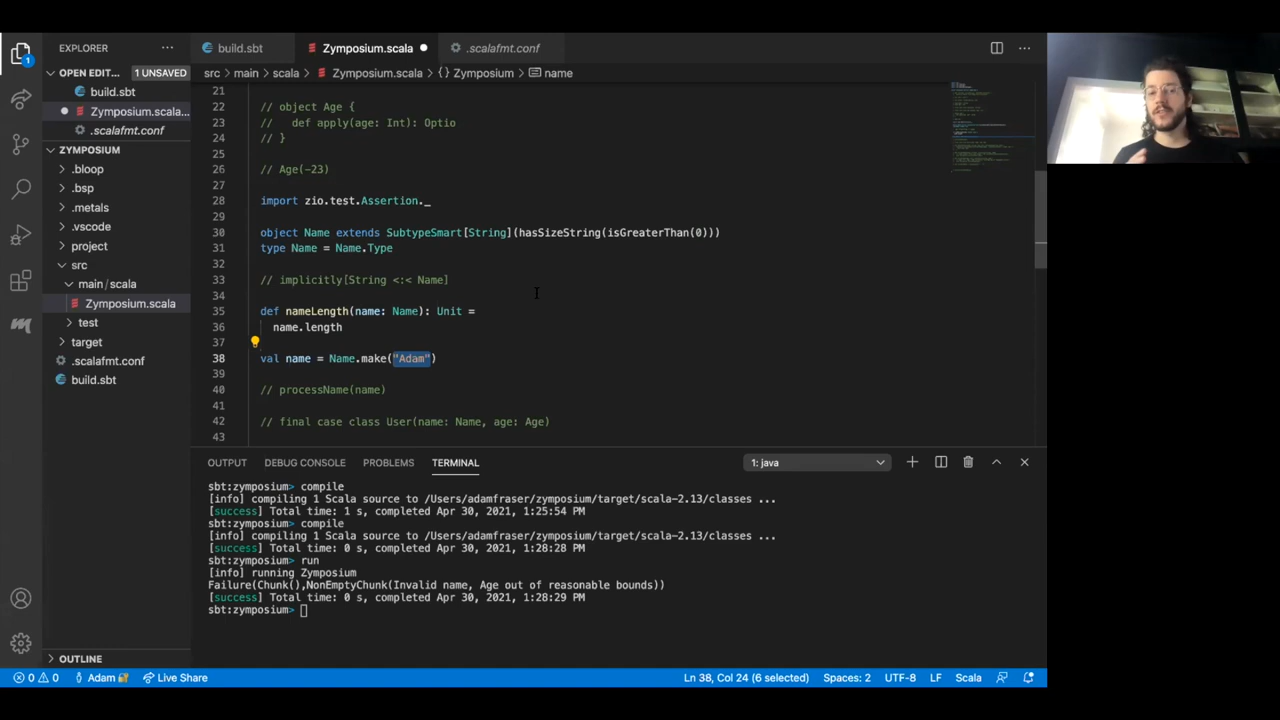 EXPLORER
OPEN EDIT... 1 UNSAVED
build.sbt
Zymposium.scala...
.scalafmt.conf
ZYMPOSIUM
.bloop
.bsp
.metals
.vscode
project
src
main/scala
Zymposium.scala
test
target
.scalafmt.conf
build.sbt
OUTLINE
build.sbt Zymposium.scala .scalafmt.conf
src > main > scala > Zymposium.scala > {} Zymposium > name
21
22 // object Age {
23 def apply(age: Int): Optio
24 }
25
26 // Age(-23)
27
28 import zio.test.Assertion._
29
30 object Name extends SubtypeSmart[String](hasSizeString(isGreaterThan(0)))
31 type Name = Name.Type
32
33 // implicitly[String <:< Name]
34
35 def nameLength(name: Name): Unit =
36 name.length
37
38 val name = Name.make("Adam")
39
40 // processName(name)
41
42 // final case class User(name: Name, age: Age)
43
OUTPUT DEBUG CONSOLE PROBLEMS TERMINAL 1: java
sbt:zymposium> compile
[info] compiling 1 Scala source to /Users/adamfraser/zymposium/target/scala-2.13/classes ...
[success] Total time: 1 s, completed Apr 30, 2021, 1:25:54 PM
sbt:zymposium> compile
[info] compiling 1 Scala source to /Users/adamfraser/zymposium/target/scala-2.13/classes ...
[success] Total time: 0 s, completed Apr 30, 2021, 1:28:28 PM
sbt:zymposium> run
[info] running Zymposium
Failure(Chunk(),NonEmptyChunk(Invalid name, Age out of reasonable bounds))
[success] Total time: 0 s, completed Apr 30, 2021, 1:28:29 PM
sbt:zymposium>
0 0 Adam Live Share Ln 38, Col 24 (6 selected) Spaces: 2 UTF-8 LF Scala